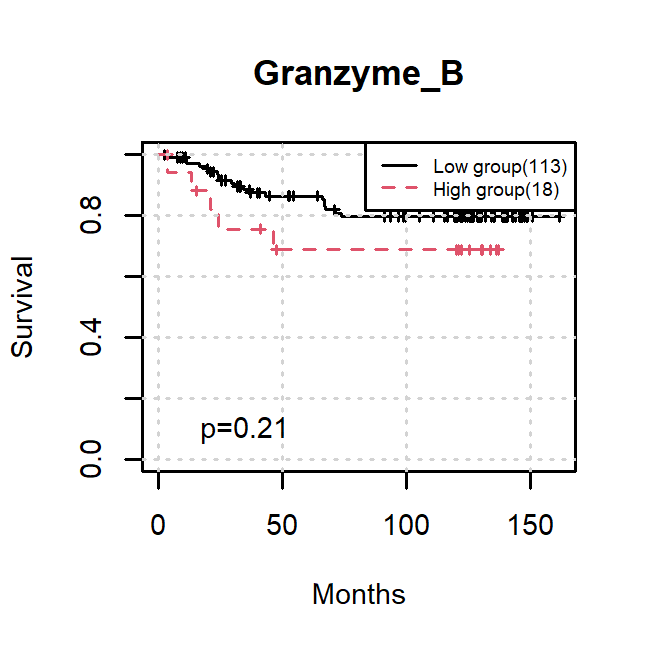 Granzyme_B
Low group(113)
High group(18)
Survival
0.8
0.4
0.0
p=0.21
0 50 100 150
Months